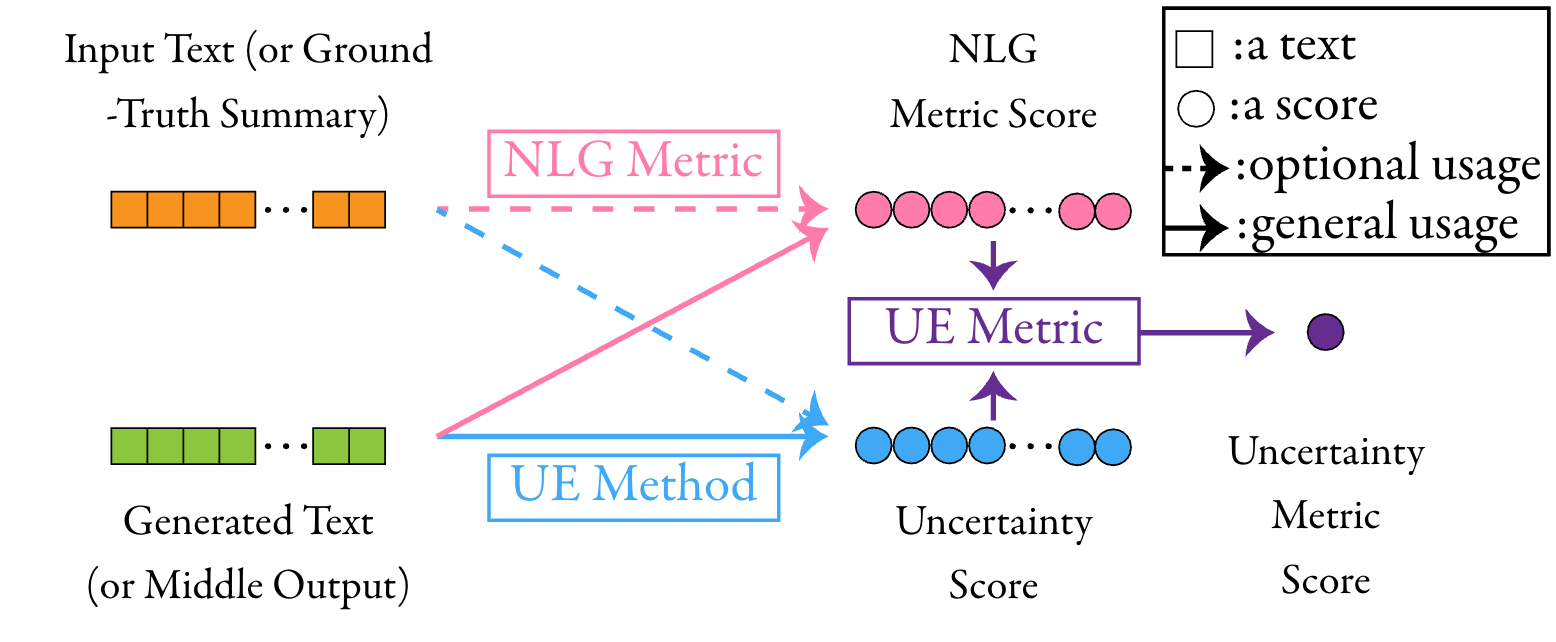 Input Text (or Ground
-Truth Summary)
NLG Metric
NLG
Metric Score
:a text
:a score
:optional usage
:general usage
UE Metric
UE Method
Generated Text
(or Middle Output)
Uncertainty
Score
Uncertainty
Metric
Score